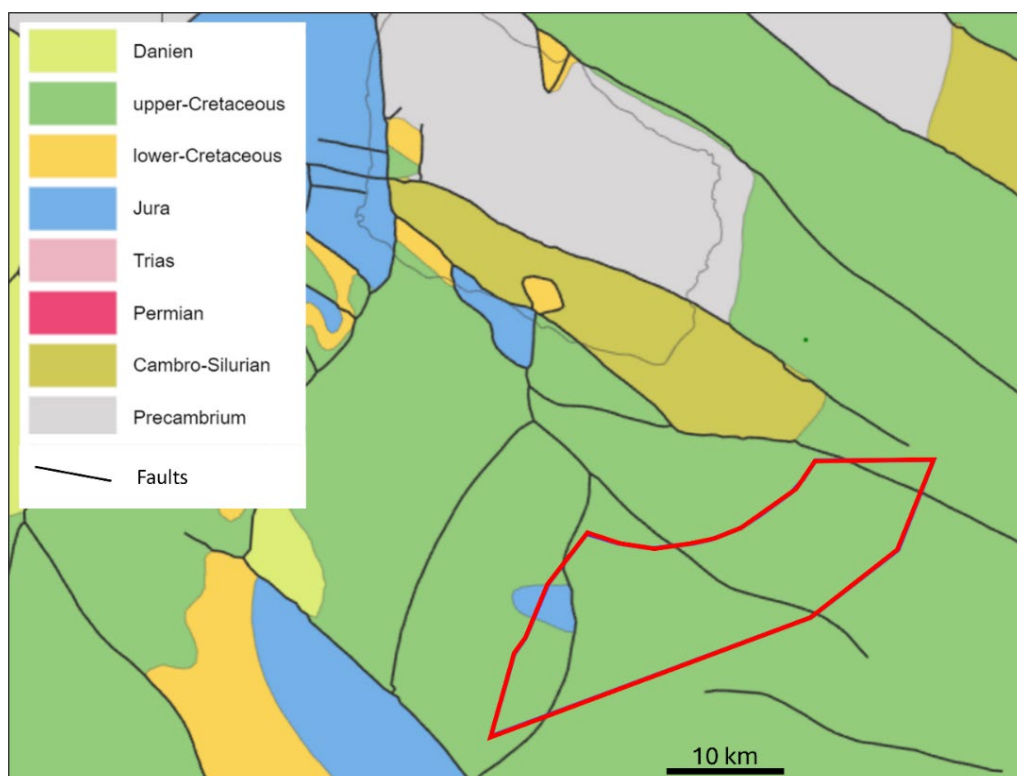 Danien
upper-Cretaceous
lower-Cretaceous
Jura
Trias
Permian
Cambro-Silurian
Precambrium
Faults
10 km